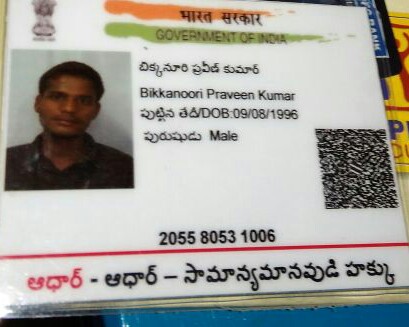 भारत सरकार
GOVERNMENT OF INDIA
బిక్కనూరి ప్రవీణ్ కుమార్
Bikkanoori Praveen Kumar
పుట్టిన తేదీ/DOB:09/08/1996
పురుషుడు Male
2055 8053 1006
ఆధార్ - ఆధార్ – సామాన్యమానవుడి హక్కు